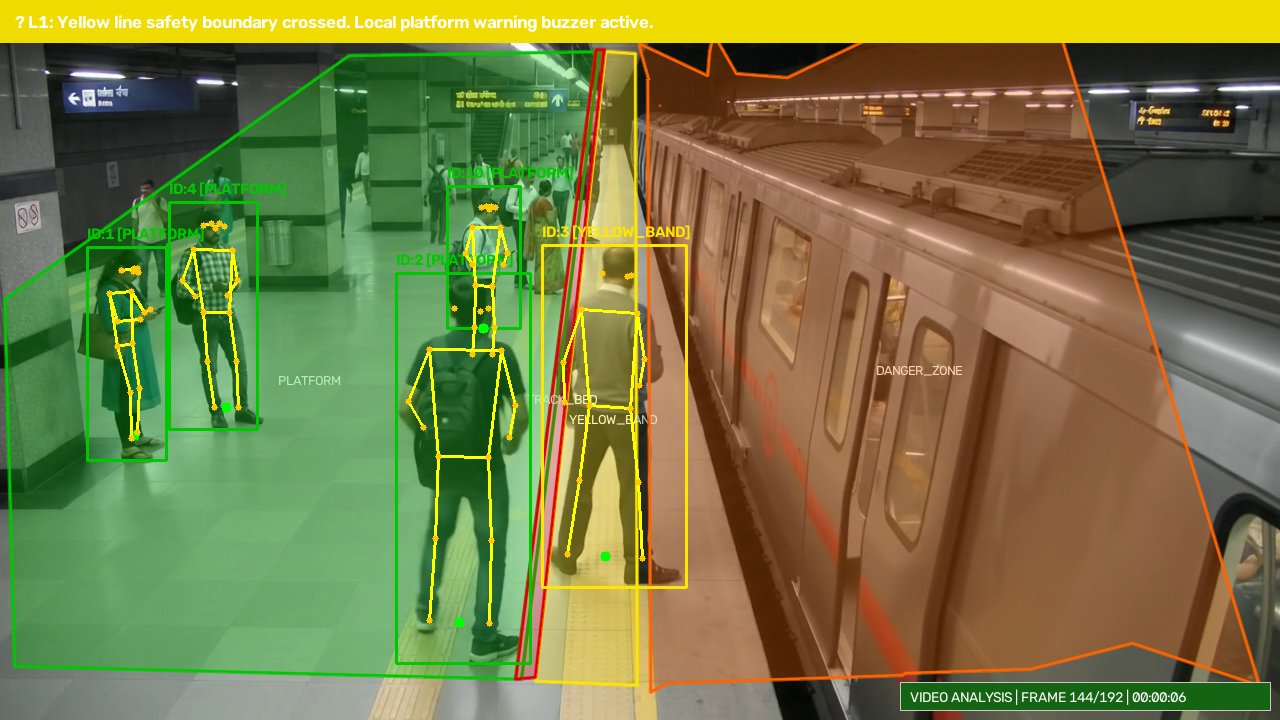 ? L1: Yellow line safety boundary crossed. Local platform warning buzzer active.
ID:4 [PLATFORM]
ID:10 [PLATFORM]
ID:1 [PLATFORM]
ID:3 [YELLOW_BAND]
ID:2 [PLATFORM]
PLATFORM
DANGER_ZONE
TRACK_BED
YELLOW_BAND
VIDEO ANALYSIS | FRAME 144/192 | 00:00:06